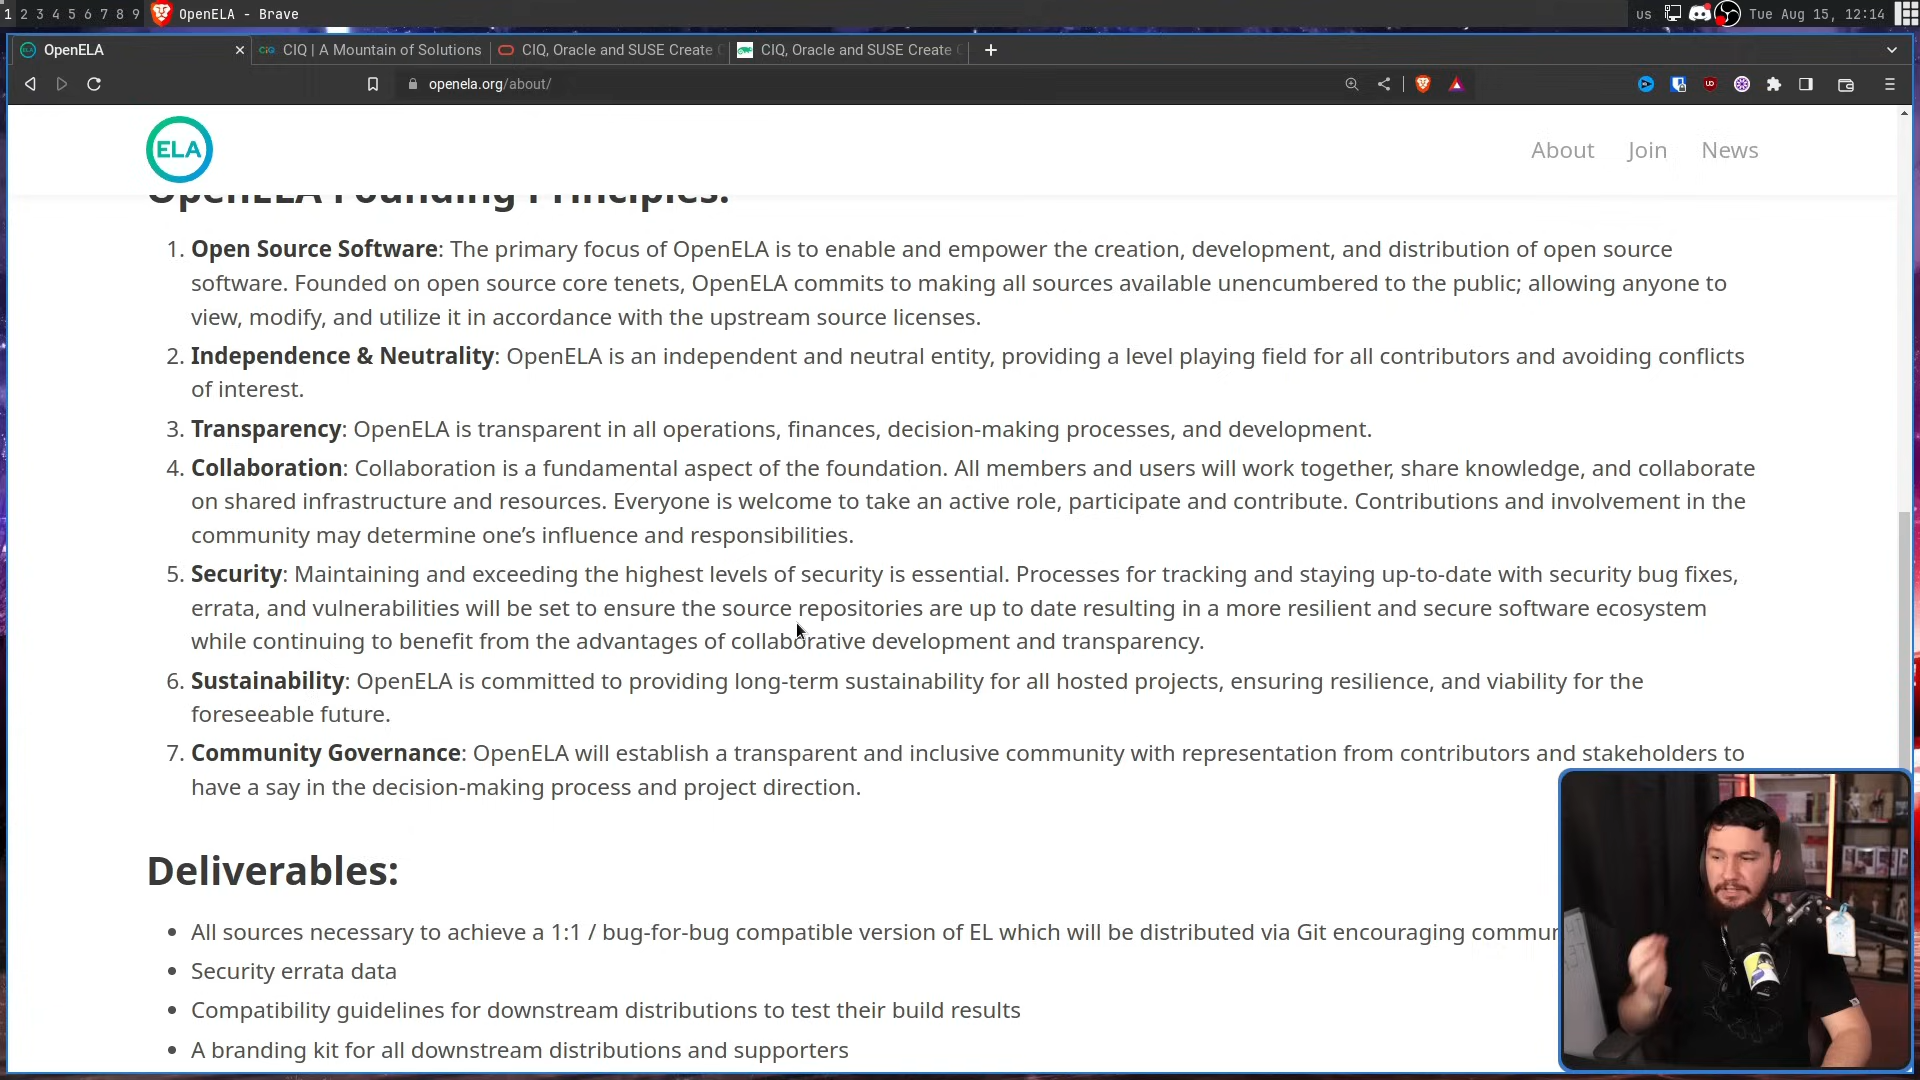 1 2 3 4 5 6 7 8 9 OpenELA - Brave us Tue Aug 15, 12:14
OpenELA CIQ | A Mountain of Solutions CIQ, Oracle and SUSE Create CIQ, Oracle and SUSE Create
openela.org/about/
ELA About Join News
OpenELA Founding Principles:
1. Open Source Software: The primary focus of OpenELA is to enable and empower the creation, development, and distribution of open source
software. Founded on open source core tenets, OpenELA commits to making all sources available unencumbered to the public; allowing anyone to
view, modify, and utilize it in accordance with the upstream source licenses.
2. Independence & Neutrality: OpenELA is an independent and neutral entity, providing a level playing field for all contributors and avoiding conflicts
of interest.
3. Transparency: OpenELA is transparent in all operations, finances, decision-making processes, and development.
4. Collaboration: Collaboration is a fundamental aspect of the foundation. All members and users will work together, share knowledge, and collaborate
on shared infrastructure and resources. Everyone is welcome to take an active role, participate and contribute. Contributions and involvement in the
community may determine one’s influence and responsibilities.
5. Security: Maintaining and exceeding the highest levels of security is essential. Processes for tracking and staying up-to-date with security bug fixes,
errata, and vulnerabilities will be set to ensure the source repositories are up to date resulting in a more resilient and secure software ecosystem
while continuing to benefit from the advantages of collaborative development and transparency.
6. Sustainability: OpenELA is committed to providing long-term sustainability for all hosted projects, ensuring resilience, and viability for the
foreseeable future.
7. Community Governance: OpenELA will establish a transparent and inclusive community with representation from contributors and stakeholders to
have a say in the decision-making process and project direction.
Deliverables:
• All sources necessary to achieve a 1:1 / bug-for-bug compatible version of EL which will be distributed via Git encouraging commun
• Security errata data
• Compatibility guidelines for downstream distributions to test their build results
• A branding kit for all downstream distributions and supporters